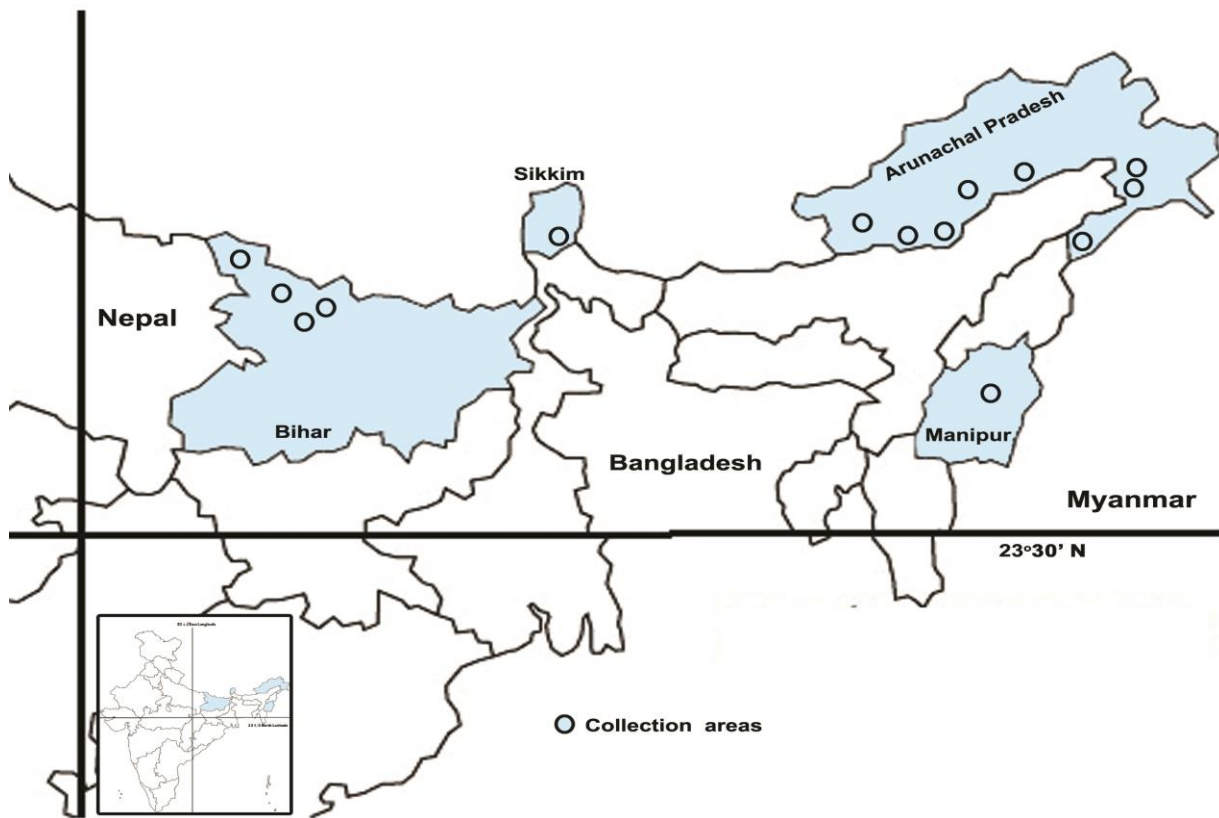 Arunachal Pradesh
Sikkim
Nepal
Bihar
Manipur
Bangladesh
Myanmar
23°30' N
Collection areas